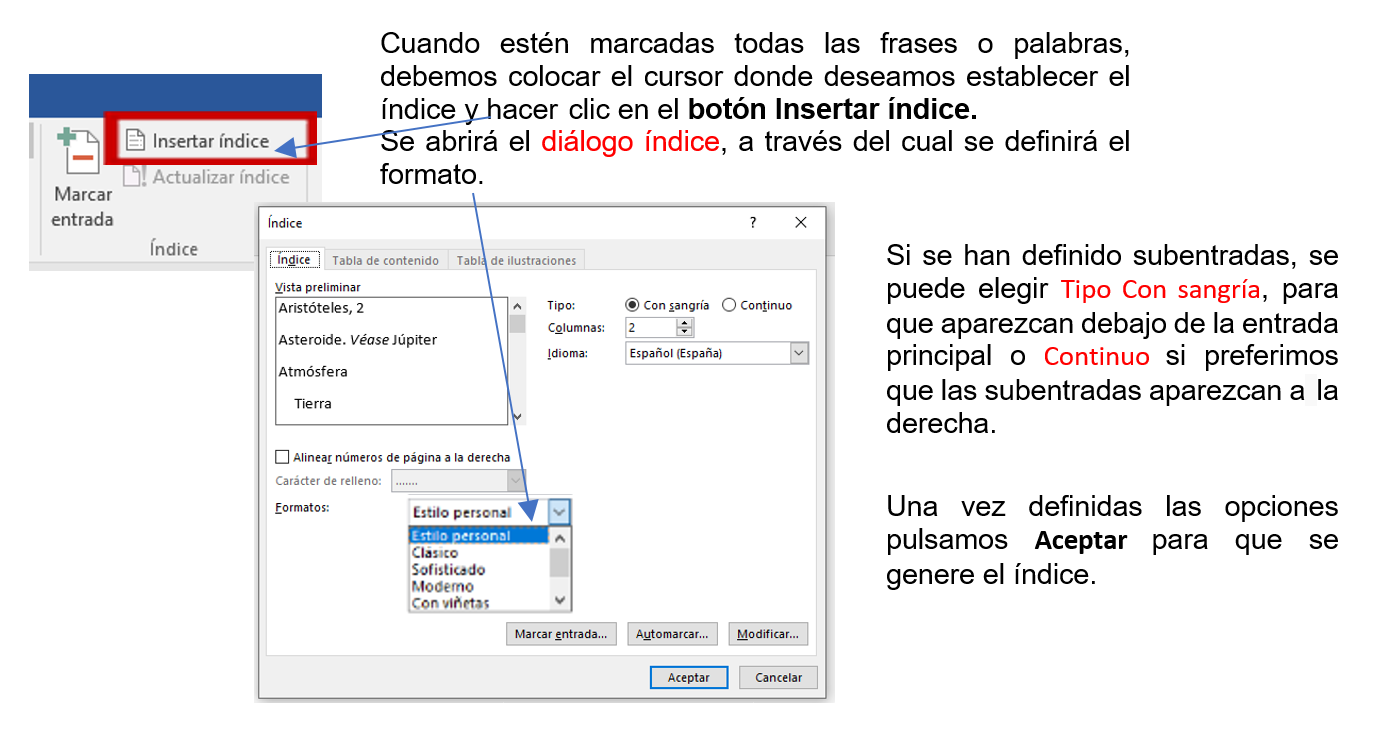 Cuando estén marcadas todas las frases o palabras,
debemos colocar el cursor donde deseamos establecer el
índice y hacer clic en el botón Insertar índice.
Se abrirá el diálogo índice, a través del cual se definirá el
formato.
Insertar índice
Actualizar índice
Marcar
entrada
Índice
Índice
?
Índice Tabla de contenido Tabla de ilustraciones
Vista preliminar
Aristóteles, 2
Asteroide. Véase Júpiter
Atmósfera
Tierra
Tipo: Con sangría Continuo
Columnas: 2
Idioma: Español (España)
Alinear números de página a la derecha
Carácter de relleno: .......
Formatos: Estilo personal
Estilo personal
Clásico
Sofisticado
Moderno
Con viñetas
Marcar entrada... Automarcar... Modificar...
Aceptar Cancelar
Si se han definido subentradas, se
puede elegir Tipo Con sangría, para
que aparezcan debajo de la entrada
principal o Continuo si preferimos
que las subentradas aparezcan a la
derecha.
Una vez definidas las opciones
pulsamos Aceptar para que se
genere el índice.